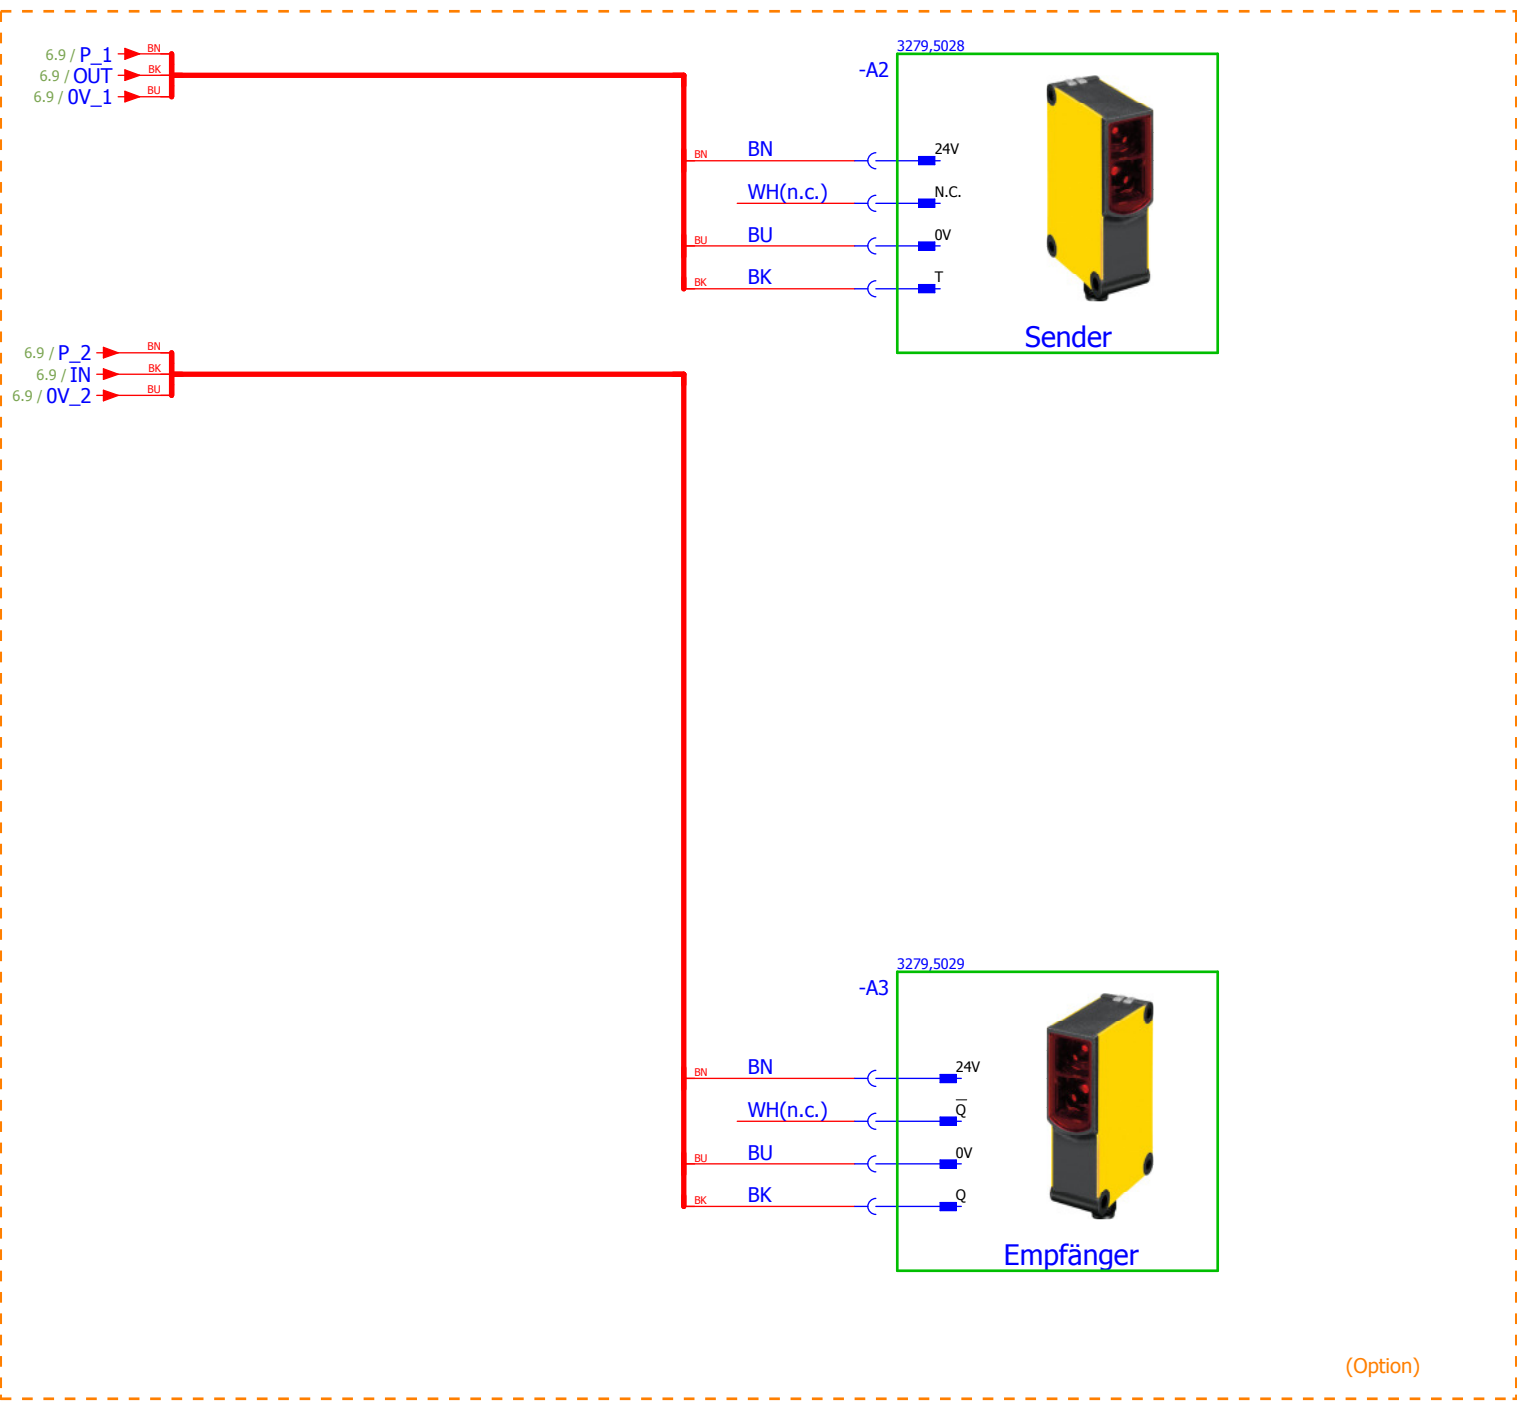 3279,5028
-A2
6.9 / P_1 BN
6.9 / OUT BK
6.9 / 0V_1 BU
BN BN 24V
WH(n.c.) N.C.
BU BU 0V
BK BK T
Sender
6.9 / P_2 BN
6.9 / IN BK
6.9 / 0V_2 BU
3279,5029
-A3
BN BN 24V
WH(n.c.) Q̅
BU BU 0V
BK BK Q
Empfänger
(Option)